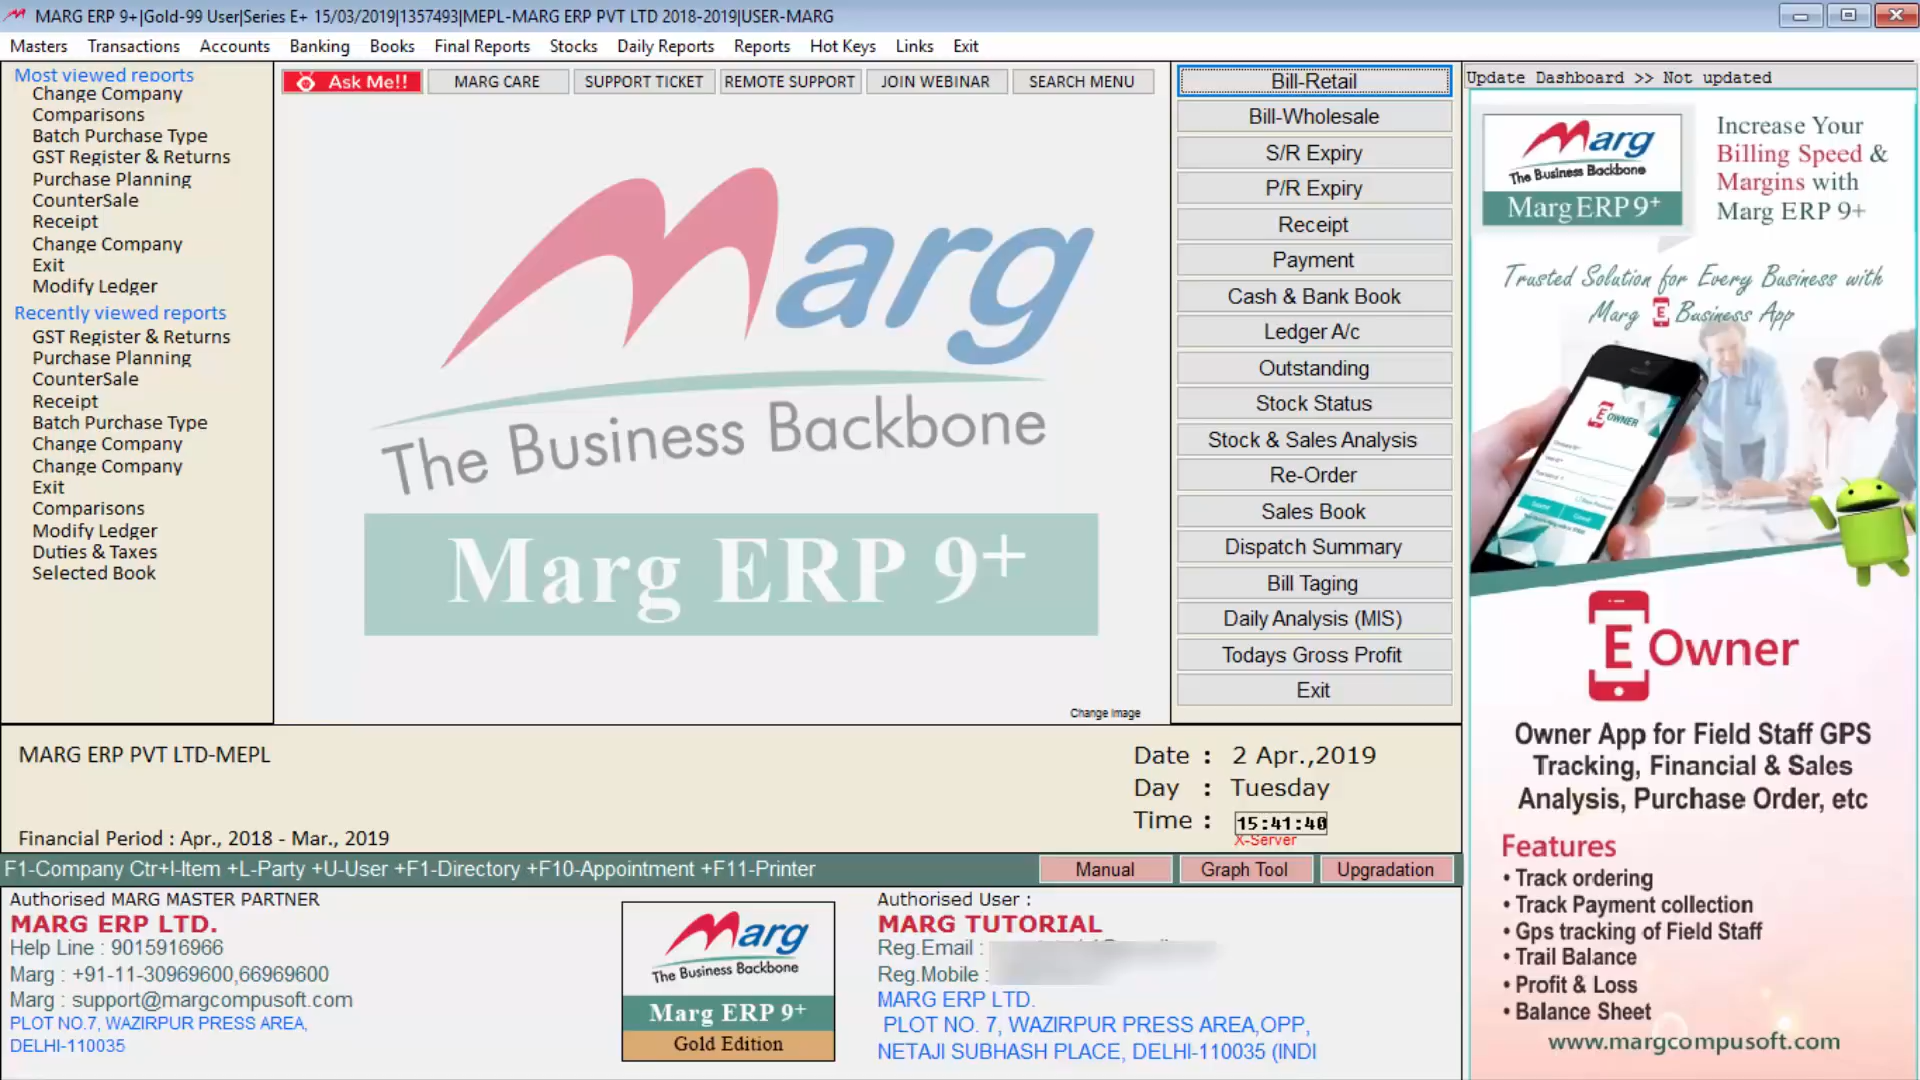 MARG ERP 9+|Gold-99 User|Series E+ 15/03/2019|1357493|MEPL-MARG ERP PVT LTD 2018-2019|USER-MARG
Masters Transactions Accounts Banking Books Final Reports Stocks Daily Reports Reports Hot Keys Links Exit
Most viewed reports
Change Company
Comparisons
Batch Purchase Type
GST Register & Returns
Purchase Planning
CounterSale
Receipt
Change Company
Exit
Modify Ledger
Recently viewed reports
GST Register & Returns
Purchase Planning
CounterSale
Receipt
Batch Purchase Type
Change Company
Change Company
Exit
Comparisons
Modify Ledger
Duties & Taxes
Selected Book
Ask Me!! MARG CARE SUPPORT TICKET REMOTE SUPPORT JOIN WEBINAR SEARCH MENU
Marg
The Business Backbone
Marg ERP 9+
Change Image
Bill-Retail
Bill-Wholesale
S/R Expiry
P/R Expiry
Receipt
Payment
Cash & Bank Book
Ledger A/c
Outstanding
Stock Status
Stock & Sales Analysis
Re-Order
Sales Book
Dispatch Summary
Bill Taging
Daily Analysis (MIS)
Todays Gross Profit
Exit
Update Dashboard >> Not updated
Marg
The Business Backbone
Marg ERP 9+
Increase Your
Billing Speed &
Margins with
Marg ERP 9+
Trusted Solution for Every Business with
Marg E Business App
E OWNER
E Owner
Owner App for Field Staff GPS
Tracking, Financial & Sales
Analysis, Purchase Order, etc
Features
• Track ordering
• Track Payment collection
• Gps tracking of Field Staff
• Trail Balance
• Profit & Loss
• Balance Sheet
www.margcompusoft.com
MARG ERP PVT LTD-MEPL
Financial Period : Apr., 2018 - Mar., 2019
Date : 2 Apr.,2019
Day : Tuesday
Time : 15:41:40
X-Server
F1-Company Ctr+I-Item +L-Party +U-User +F1-Directory +F10-Appointment +F11-Printer
Manual Graph Tool Upgradation
Authorised MARG MASTER PARTNER
MARG ERP LTD.
Help Line : 9015916966
Marg : +91-11-30969600,66969600
Marg : support@margcompusoft.com
PLOT NO.7, WAZIRPUR PRESS AREA,
DELHI-110035
Marg
The Business Backbone
Marg ERP 9+
Gold Edition
Authorised User :
MARG TUTORIAL
Reg.Email :
Reg.Mobile :
MARG ERP LTD.
PLOT NO. 7, WAZIRPUR PRESS AREA,OPP,
NETAJI SUBHASH PLACE, DELHI-110035 (INDI